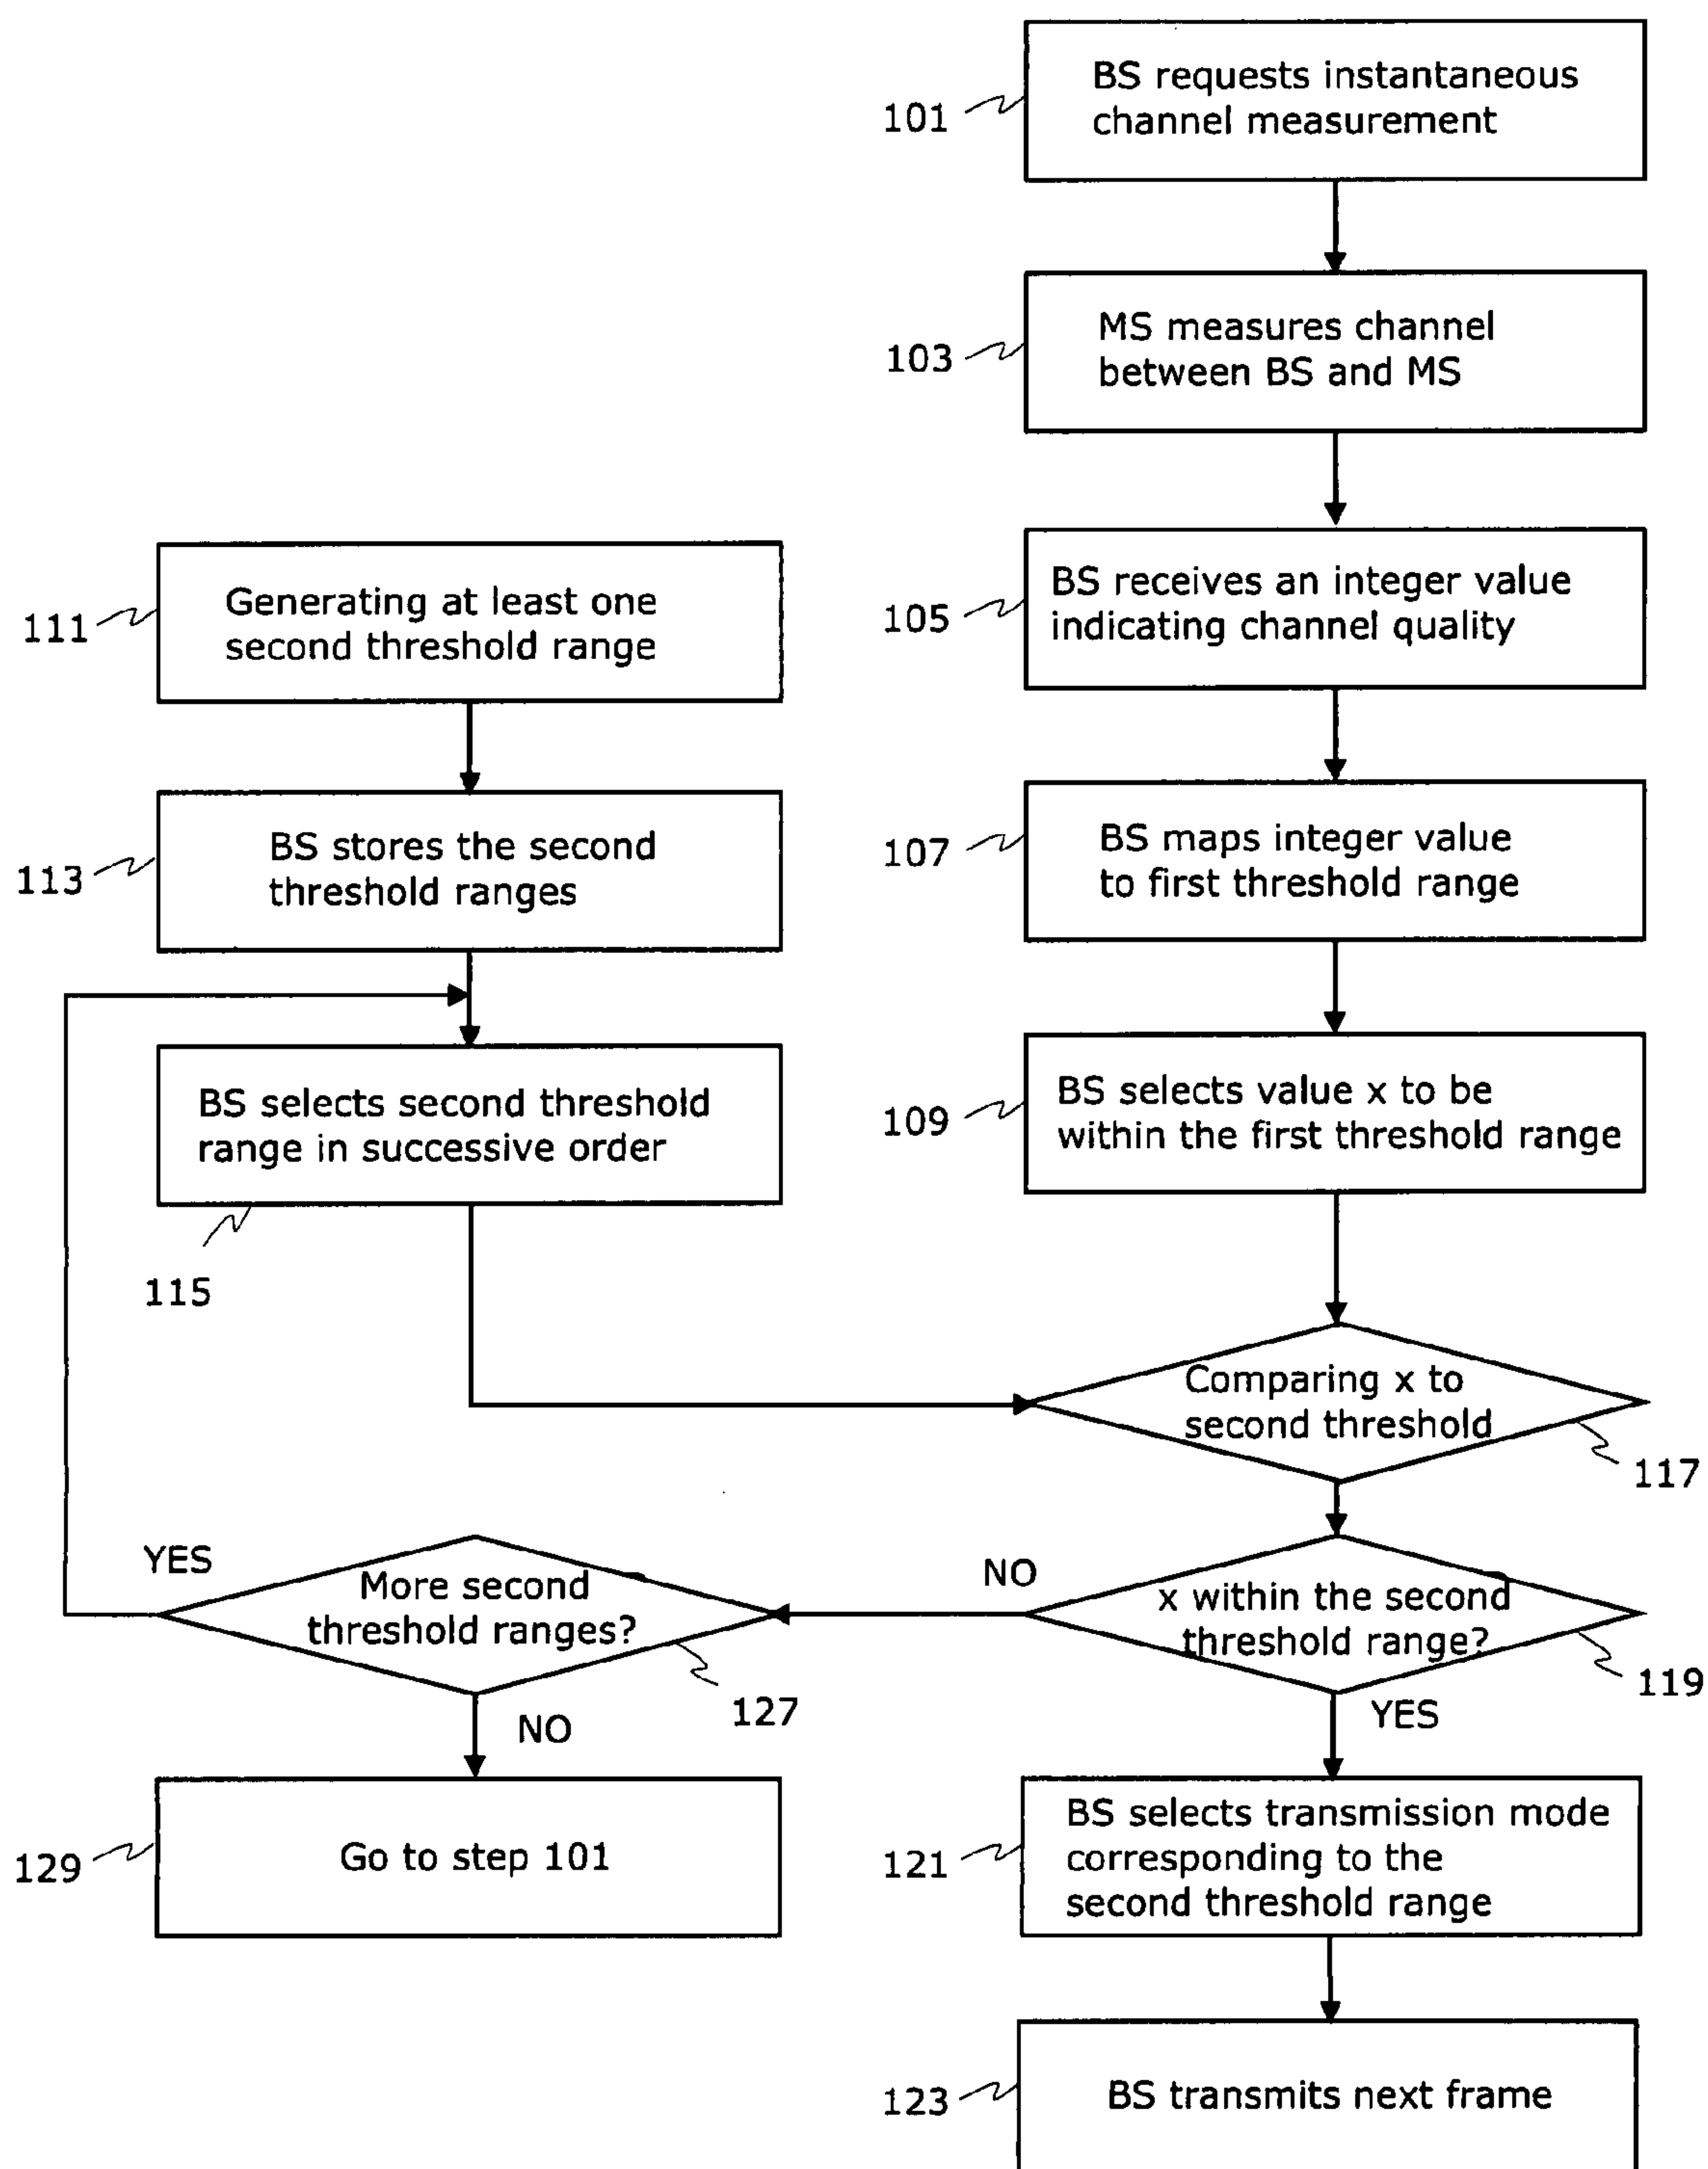 BS requests instantaneous
channel measurement
101
MS measures channel
between BS and MS
103
BS receives an integer value
indicating channel quality
105
Generating at least one
second threshold range
111
BS maps integer value
to first threshold range
107
BS stores the second
threshold ranges
113
BS selects value x to be
within the first threshold range
109
BS selects second threshold
range in successive order
115
Comparing x to
second threshold
117
x within the second
threshold range?
119
NO
YES
More second
threshold ranges?
127
YES
NO
Go to step 101
129
BS selects transmission mode
corresponding to the
second threshold range
121
BS transmits next frame
123